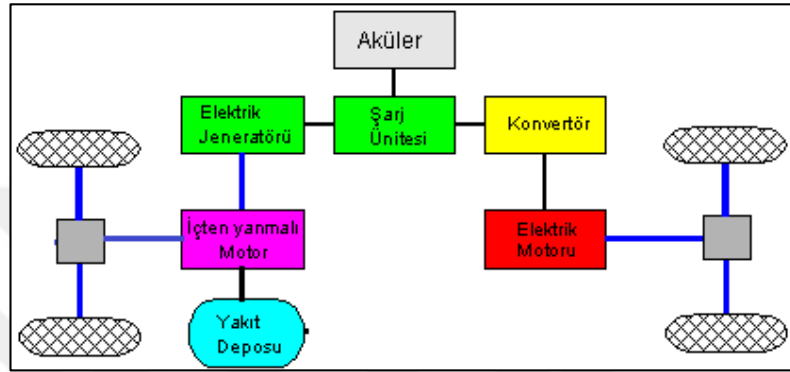 Aküler
Elektrik
Jeneratörü
Şarj
Ünitesi
Konvertör
İçten yanmalı
Motor
Elektrik
Motoru
Yakıt
Deposu